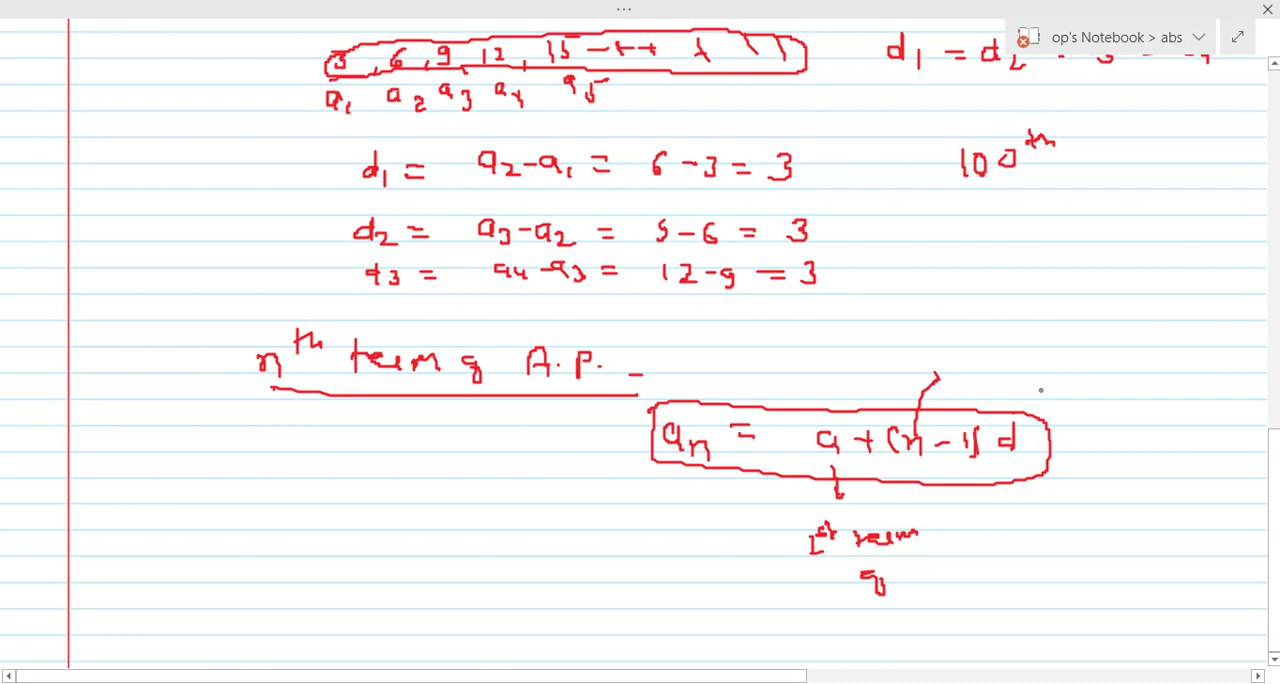 op's Notebook > abs
3, 6, 9, 12, 15
d1 = d2
a1 a2 a3 a4 a5
d1 = a2-a1 = 6-3 = 3
100th
d2 = a3-a2 = 9-6 = 3
d3 = a4-a3 = 12-9 = 3
nth term of A.P. -
an = a + (n-1)d
Ist term
of